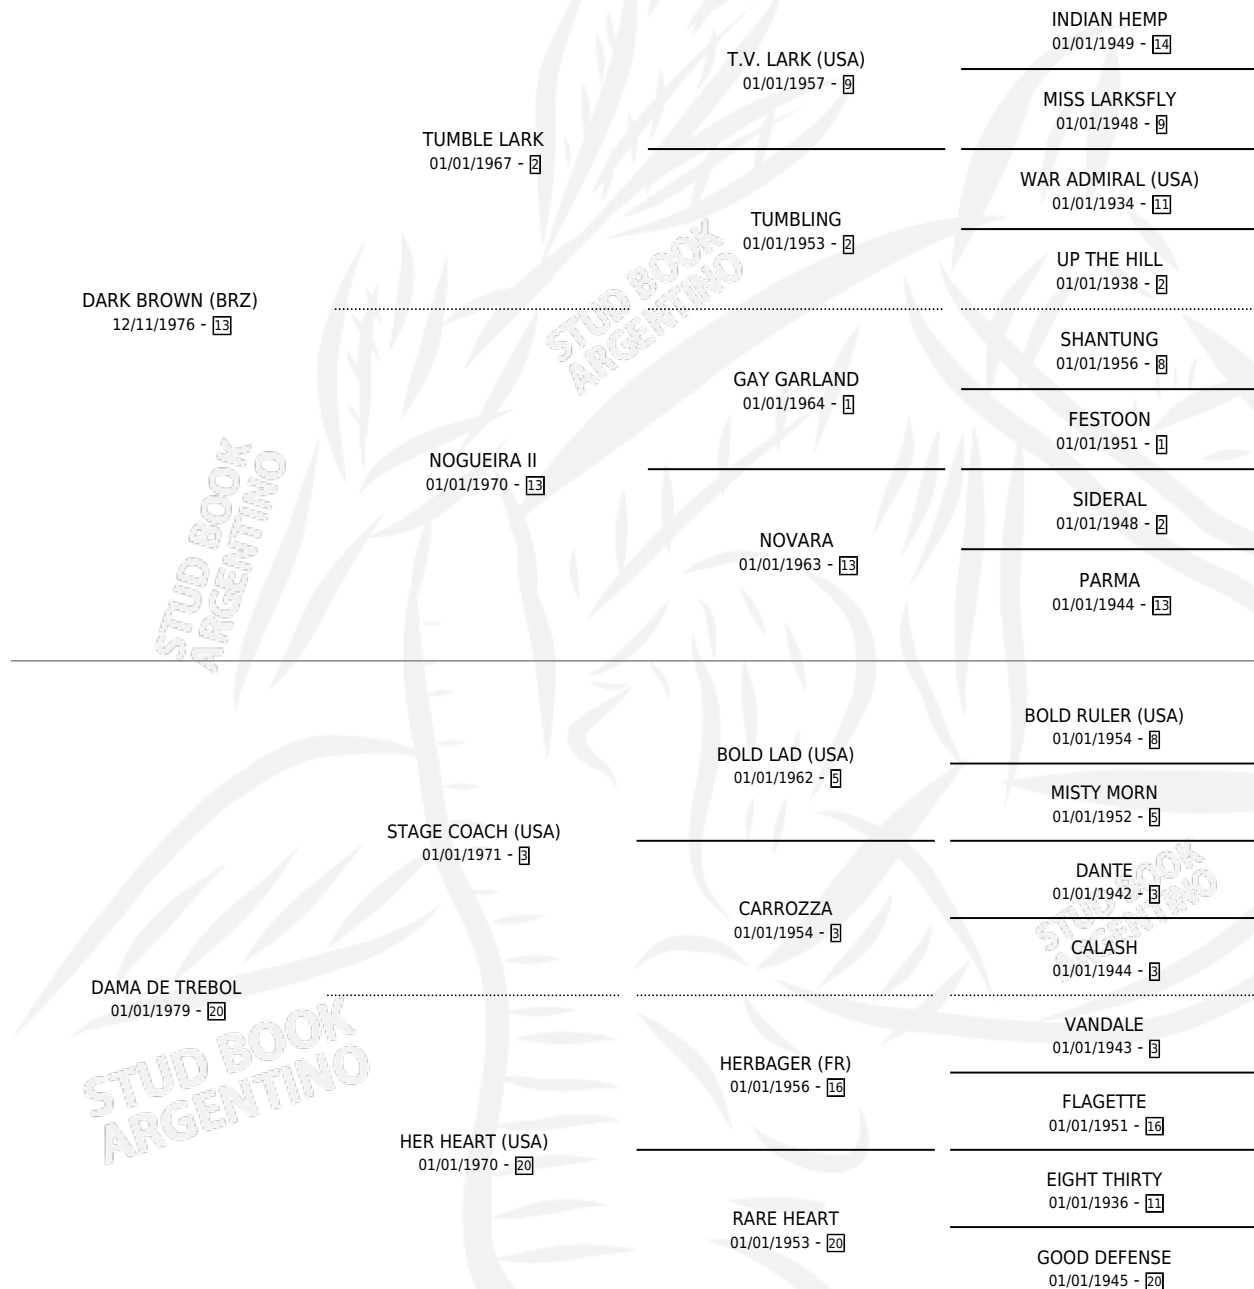 INDIAN HEMP
01/01/1949 - 14
T.V. LARK (USA)
01/01/1957 - 9
MISS LARKSFLY
01/01/1948 - 9
TUMBLE LARK
01/01/1967 - 2
WAR ADMIRAL (USA)
01/01/1934 - 11
TUMBLING
01/01/1953 - 2
UP THE HILL
01/01/1938 - 2
DARK BROWN (BRZ)
12/11/1976 - 13
SHANTUNG
01/01/1956 - 8
GAY GARLAND
01/01/1964 - 1
FESTOON
01/01/1951 - 1
NOGUEIRA II
01/01/1970 - 13
SIDERAL
01/01/1948 - 2
NOVARA
01/01/1963 - 13
PARMA
01/01/1944 - 13
BOLD RULER (USA)
01/01/1954 - 8
BOLD LAD (USA)
01/01/1962 - 5
MISTY MORN
01/01/1952 - 5
STAGE COACH (USA)
01/01/1971 - 3
DANTE
01/01/1942 - 3
CARROZZA
01/01/1954 - 3
CALASH
01/01/1944 - 3
DAMA DE TREBOL
01/01/1979 - 20
VANDALE
01/01/1943 - 3
HERBAGER (FR)
01/01/1956 - 16
FLAGETTE
01/01/1951 - 16
HER HEART (USA)
01/01/1970 - 20
EIGHT THIRTY
01/01/1936 - 11
RARE HEART
01/01/1953 - 20
GOOD DEFENSE
01/01/1945 - 20
STUD BOOK
ARGENTINO
STUD BOOK
ARGENTINO
STUD BOOK
ARGENTINO
STUD BOOK
ARGENTINO